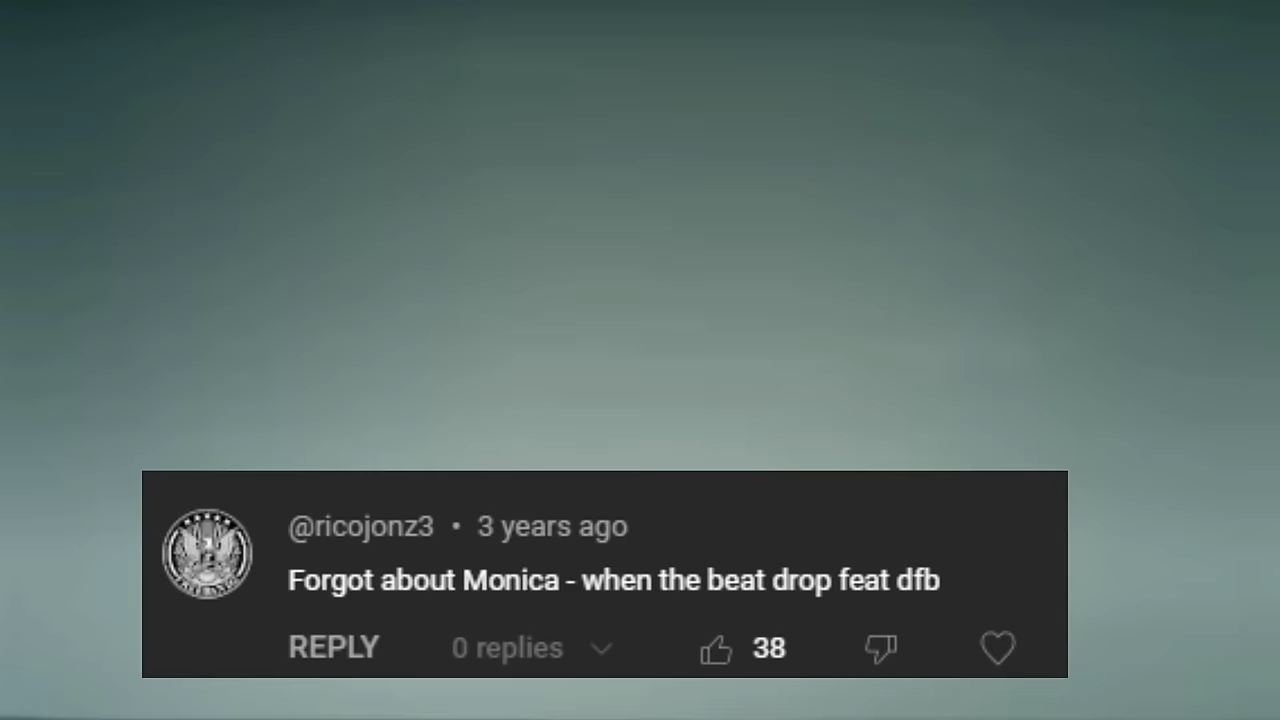 @ricojonz3 • 3 years ago
Forgot about Monica - when the beat drop feat dfb
REPLY 0 replies 38